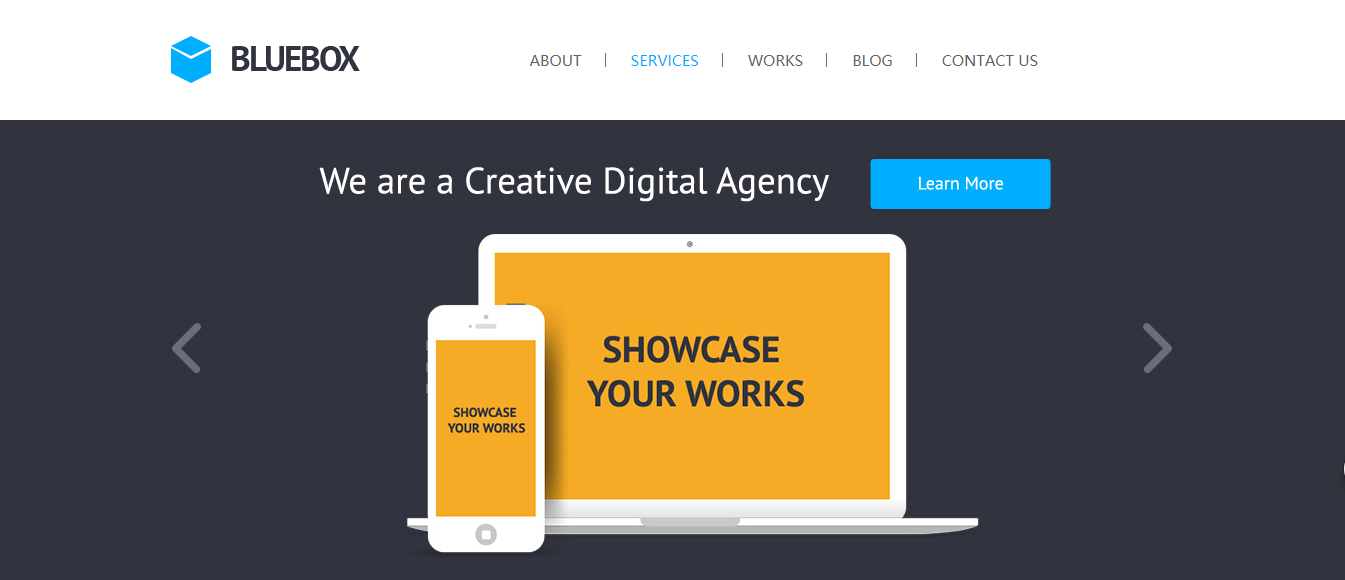 BLUEBOX
ABOUT | SERVICES | WORKS | BLOG | CONTACT US
We are a Creative Digital Agency
Learn More
SHOWCASE
YOUR WORKS
SHOWCASE
YOUR WORKS